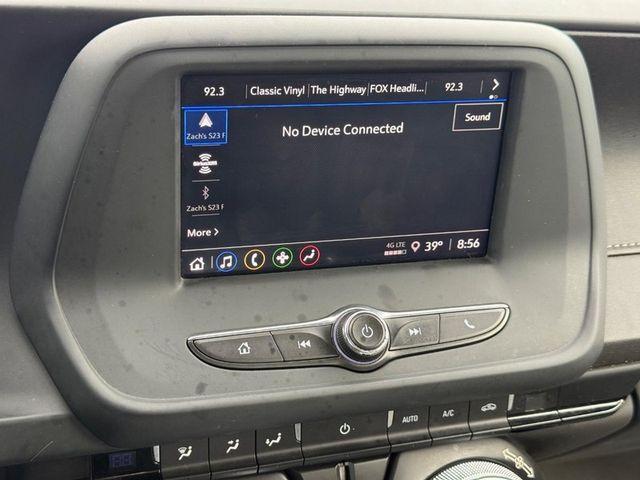 92.3 Classic Vinyl The Highway FOX Headli... 92.3
Sound
No Device Connected
Zach's S23 F
SiriusXM
Zach's S23 F
More >
4G LTE 39° 8:56
AUTO A/C